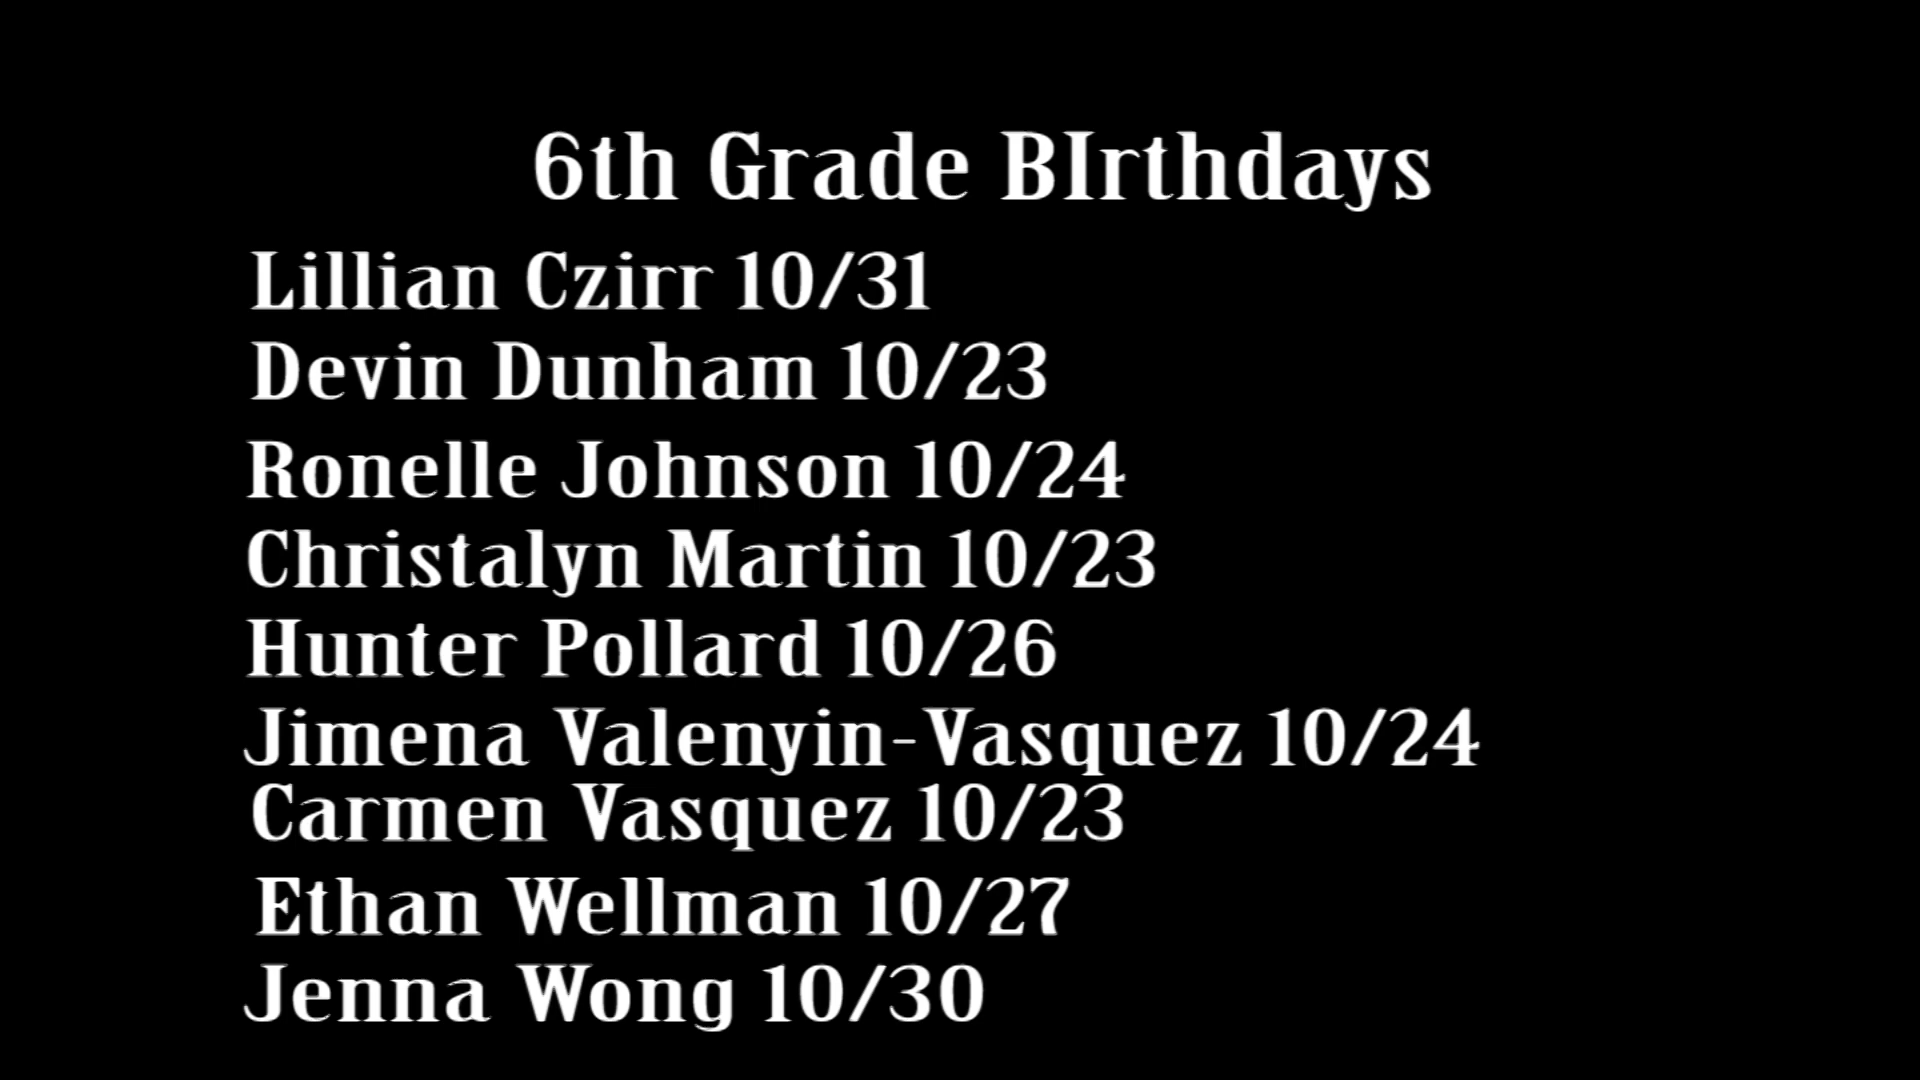 6th Grade BIrthdays
Lillian Czirr 10/31
Devin Dunham 10/23
Ronelle Johnson 10/24
Christalyn Martin 10/23
Hunter Pollard 10/26
Jimena Valenyin-Vasquez 10/24
Carmen Vasquez 10/23
Ethan Wellman 10/27
Jenna Wong 10/30